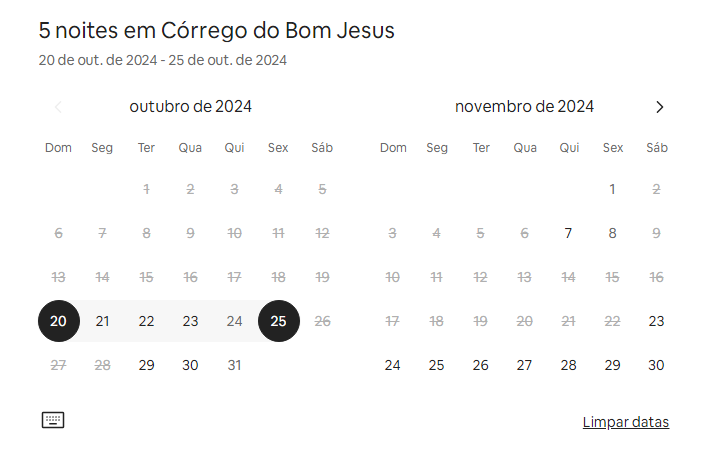 5 noites em Córrego do Bom Jesus
20 de out. de 2024 - 25 de out. de 2024
outubro de 2024
Dom Seg Ter Qua Qui Sex Sáb
1 2 3 4 5
6 7 8 9 10 11 12
13 14 15 16 17 18 19
20 21 22 23 24 25 26
27 28 29 30 31
novembro de 2024
Dom Seg Ter Qua Qui Sex Sáb
1 2
3 4 5 6 7 8 9
10 11 12 13 14 15 16
17 18 19 20 21 22 23
24 25 26 27 28 29 30
Limpar datas